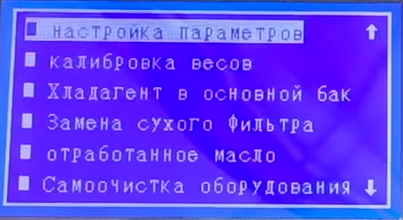 настройка параметров
калибровка весов
Хладагент в основной бак
Замена сухого фильтра
отработанное масло
Самоочистка оборудования